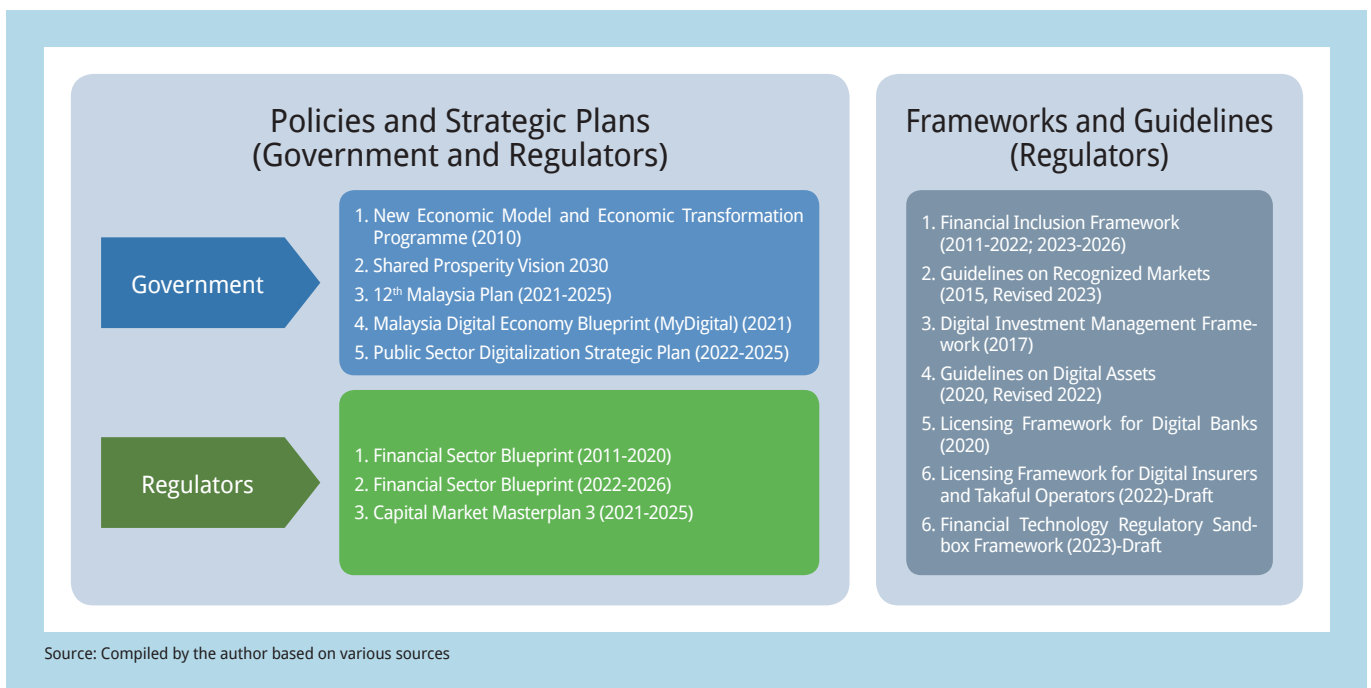 Policies and Strategic Plans
(Government and Regulators)
Government
1. New Economic Model and Economic Transformation
Programme (2010)
2. Shared Prosperity Vision 2030
3. 12th Malaysia Plan (2021-2025)
4. Malaysia Digital Economy Blueprint (MyDigital) (2021)
5. Public Sector Digitalization Strategic Plan (2022-2025)
Regulators
1. Financial Sector Blueprint (2011-2020)
2. Financial Sector Blueprint (2022-2026)
3. Capital Market Masterplan 3 (2021-2025)
Frameworks and Guidelines
(Regulators)
1. Financial Inclusion Framework
(2011-2022; 2023-2026)
2. Guidelines on Recognized Markets
(2015, Revised 2023)
3. Digital Investment Management Frame-
work (2017)
4. Guidelines on Digital Assets
(2020, Revised 2022)
5. Licensing Framework for Digital Banks
(2020)
6. Licensing Framework for Digital Insurers
and Takaful Operators (2022)-Draft
6. Financial Technology Regulatory Sand-
box Framework (2023)-Draft
Source: Compiled by the author based on various sources